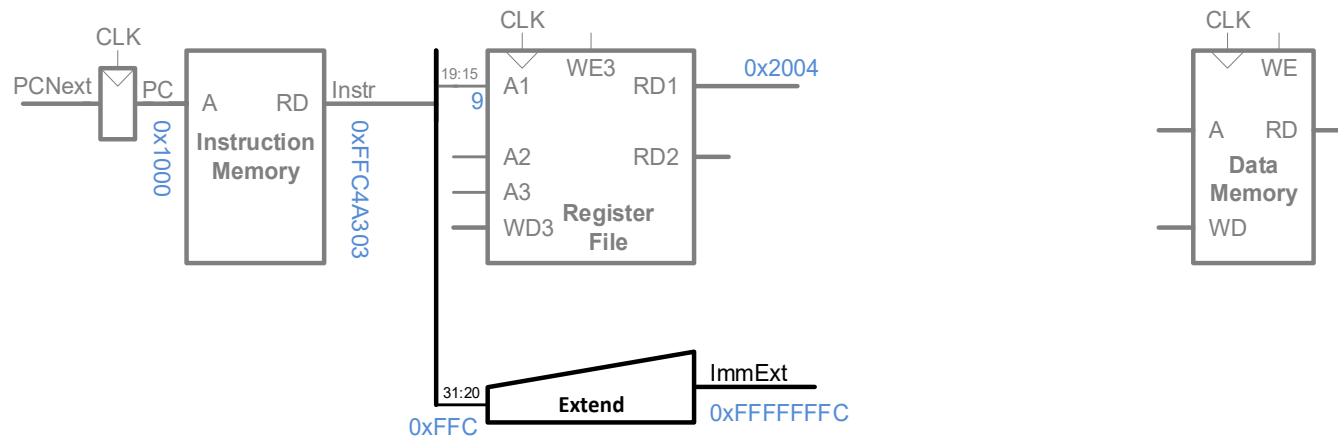 CLK
CLK
CLK
PCNext
PC
A
RD
Instr
Instruction
Memory
0x1000
0xFFC4A303
19:15
9
A1
WE3
RD1
0x2004
A2
RD2
A3
WD3
Register
File
WE
A
RD
Data
Memory
WD
31:20
0xFFC
Extend
ImmExt
0xFFFFFFFC